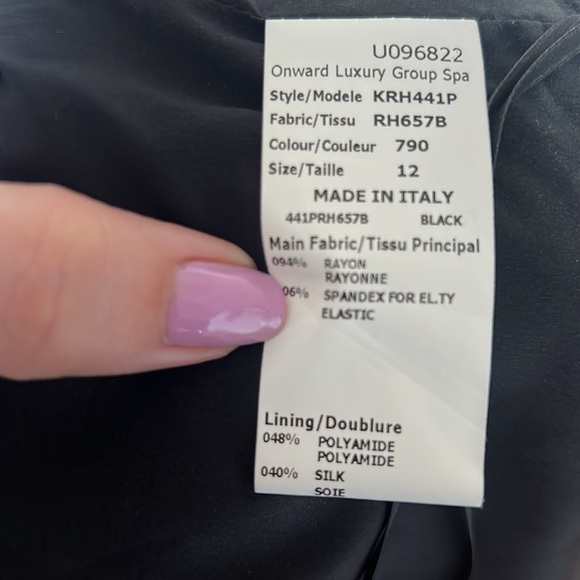 U096822
Onward Luxury Group Spa
Style/Modele KRH441P
Fabric/Tissu RH657B
Colour/Couleur 790
Size/Taille 12
MADE IN ITALY
441PRH657B BLACK
Main Fabric/Tissu Principal
094% RAYON
RAYONNE
06% SPANDEX FOR EL.TY
ELASTIC
Lining/Doublure
048% POLYAMIDE
POLYAMIDE
040% SILK
SOIE